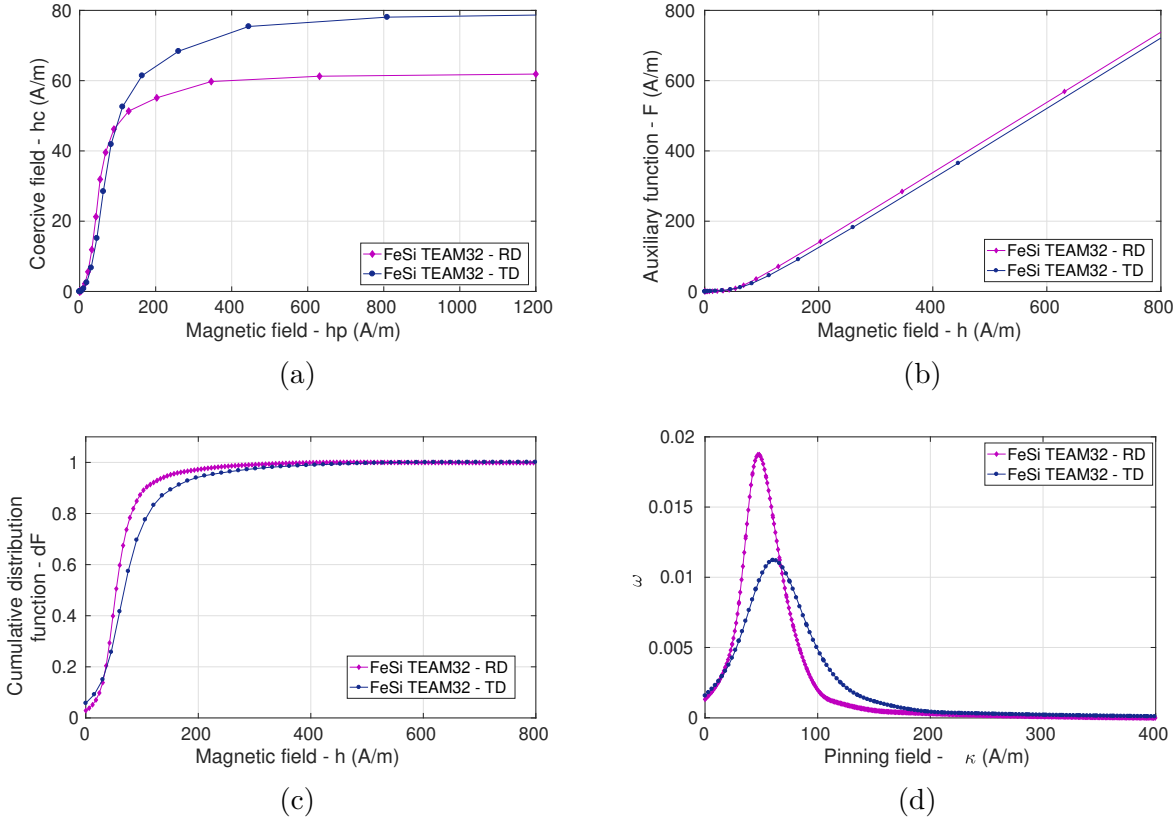 80
60
40
20
0
0 200 400 600 800 1000 1200
Coercive field - hc (A/m)
Magnetic field - hp (A/m)
FeSi TEAM32 - RD
FeSi TEAM32 - TD
(a)
800
600
400
200
0
0 200 400 600 800
Auxiliary function - F (A/m)
Magnetic field - h (A/m)
FeSi TEAM32 - RD
FeSi TEAM32 - TD
(b)
1
0.8
0.6
0.4
0.2
0
0 200 400 600 800
Cumulative distribution
function - dF
Magnetic field - h (A/m)
FeSi TEAM32 - RD
FeSi TEAM32 - TD
(c)
0.02
0.015
0.01
0.005
0
0 100 200 300 400
ω
Pinning field - κ (A/m)
FeSi TEAM32 - RD
FeSi TEAM32 - TD
(d)